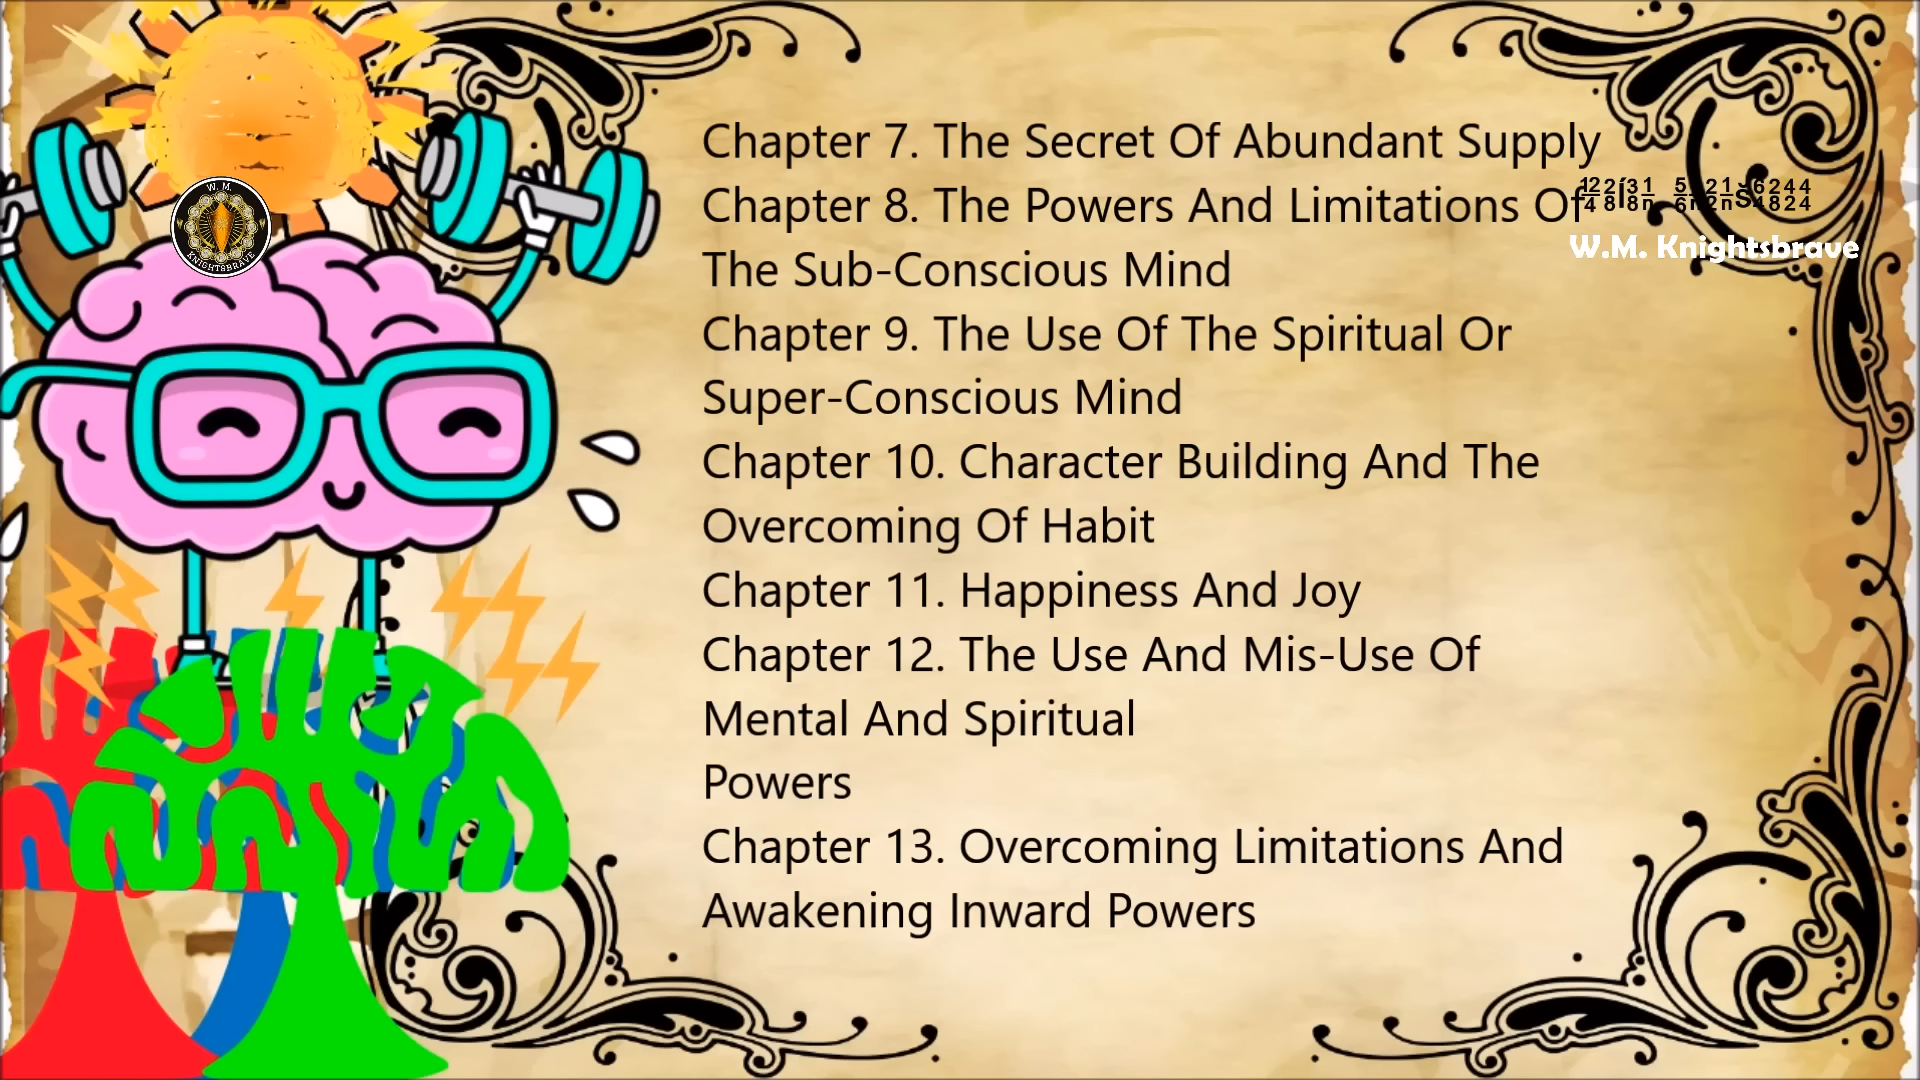 Chapter 7. The Secret Of Abundant Supply
Chapter 8. The Powers And Limitations Of
The Sub-Conscious Mind
Chapter 9. The Use Of The Spiritual Or
Super-Conscious Mind
Chapter 10. Character Building And The
Overcoming Of Habit
Chapter 11. Happiness And Joy
Chapter 12. The Use And Mis-Use Of
Mental And Spiritual
Powers
Chapter 13. Overcoming Limitations And
Awakening Inward Powers
W.M. Knightsbrave
W. M.
KNIGHTSBRAVE